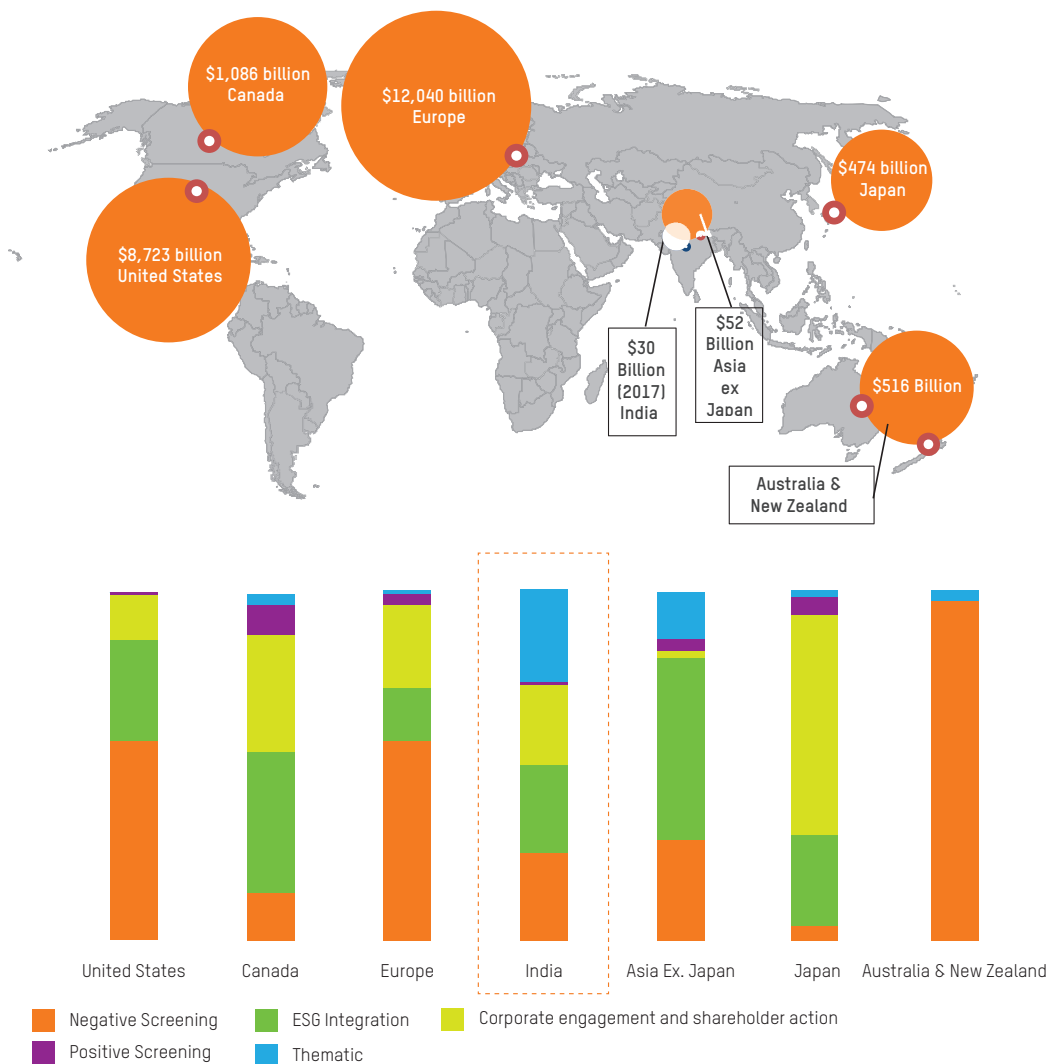 $1,086 billion
Canada
$12,040 billion
Europe
$474 billion
Japan
$8,723 billion
United States
$30
Billion
(2017)
India
$52
Billion
Asia
ex
Japan
$516 Billion
Australia &
New Zealand
United States
Canada
Europe
India
Asia Ex. Japan
Japan
Australia & New Zealand
Negative Screening
ESG Integration
Corporate engagement and shareholder action
Positive Screening
Thematic